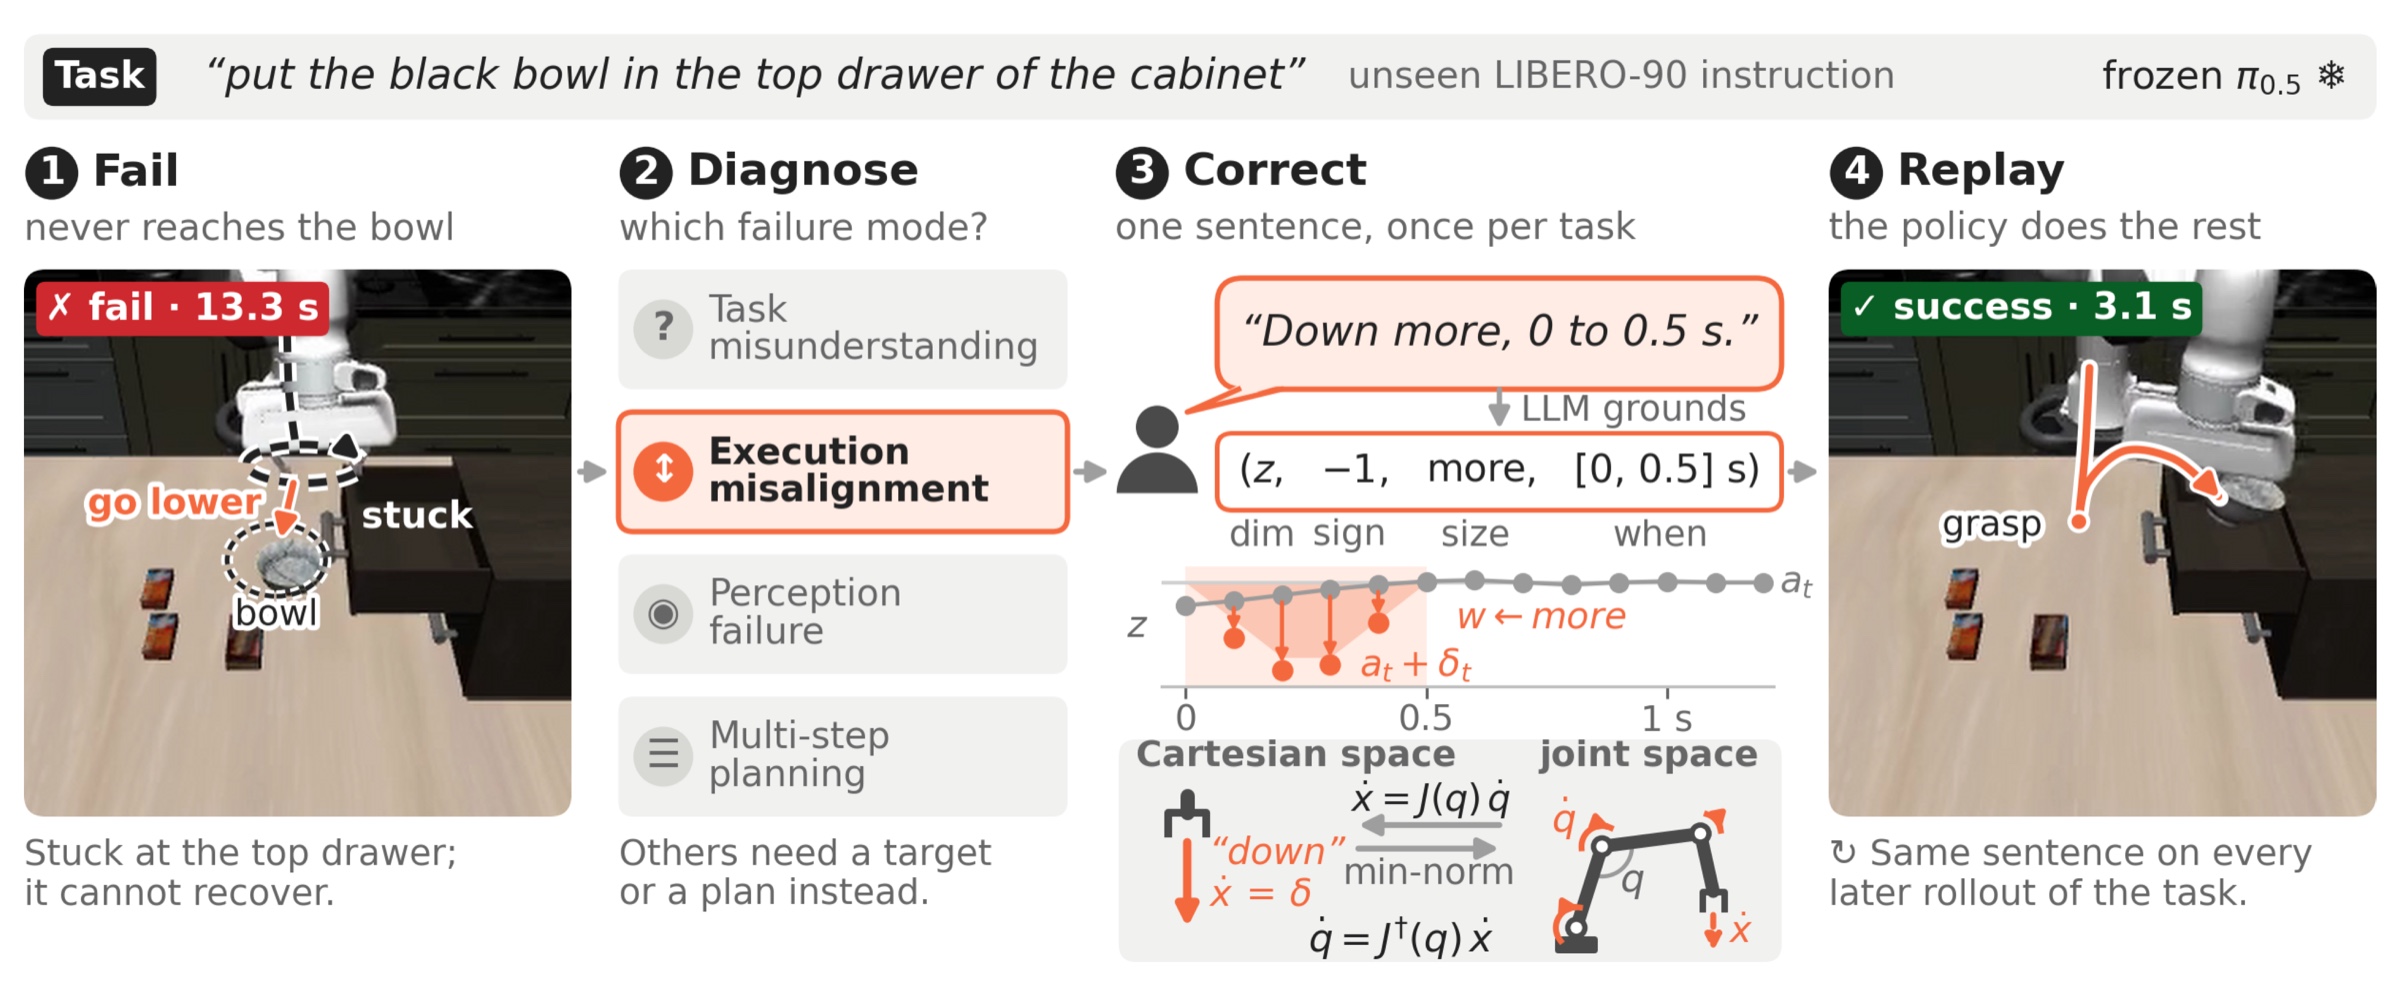 Task “put the black bowl in the top drawer of the cabinet” unseen LIBERO-90 instruction frozen π0.5 ❄
1 Fail
never reaches the bowl
✗ fail · 13.3 s
go lower
stuck
bowl
Stuck at the top drawer;
it cannot recover.
2 Diagnose
which failure mode?
? Task
misunderstanding
↕ Execution
misalignment
◉ Perception
failure
☰ Multi-step
planning
Others need a target
or a plan instead.
3 Correct
one sentence, once per task
“Down more, 0 to 0.5 s.”
LLM grounds
(z, −1, more, [0, 0.5] s)
dim sign size when
z
a_t
w ← more
a_t + δ_t
0 0.5 1 s
Cartesian space joint space
ẋ = J(q) q̇
“down”
min-norm
ẋ = δ
q̇ = J†(q) ẋ
q̇
q
ẋ
4 Replay
the policy does the rest
✓ success · 3.1 s
grasp
↻ Same sentence on every
later rollout of the task.